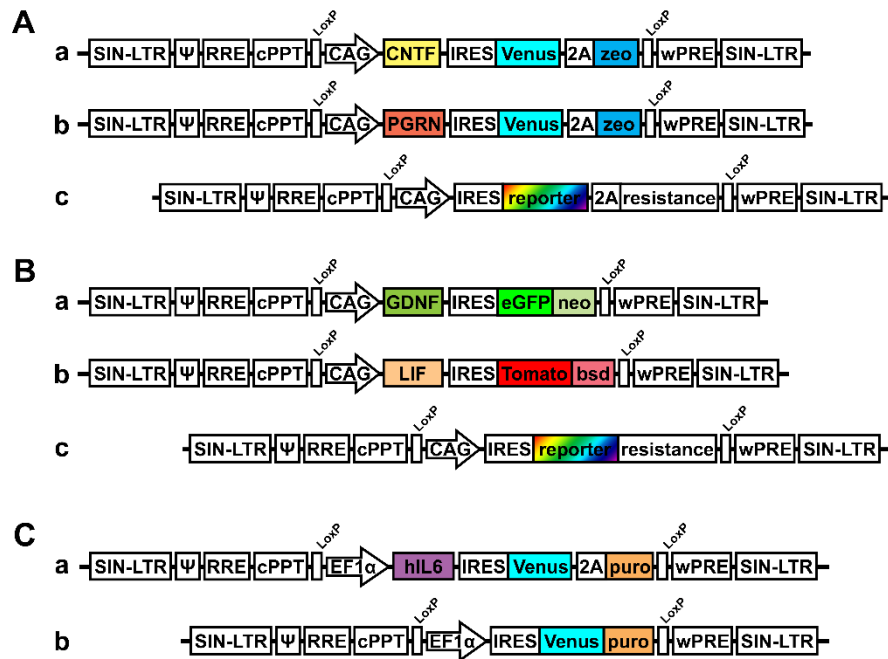 A
LoxP LoxP
a SIN-LTR Ψ RRE cPPT CAG CNTF IRES Venus 2A zeo wPRE SIN-LTR
LoxP LoxP
b SIN-LTR Ψ RRE cPPT CAG PGRN IRES Venus 2A zeo wPRE SIN-LTR
LoxP LoxP
c SIN-LTR Ψ RRE cPPT CAG IRES reporter 2A resistance wPRE SIN-LTR
B
LoxP LoxP
a SIN-LTR Ψ RRE cPPT CAG GDNF IRES eGFP neo wPRE SIN-LTR
LoxP LoxP
b SIN-LTR Ψ RRE cPPT CAG LIF IRES Tomato bsd wPRE SIN-LTR
LoxP LoxP
c SIN-LTR Ψ RRE cPPT CAG IRES reporter resistance wPRE SIN-LTR
C
LoxP LoxP
a SIN-LTR Ψ RRE cPPT EF1α hIL6 IRES Venus 2A puro wPRE SIN-LTR
LoxP LoxP
b SIN-LTR Ψ RRE cPPT EF1α IRES Venus puro wPRE SIN-LTR